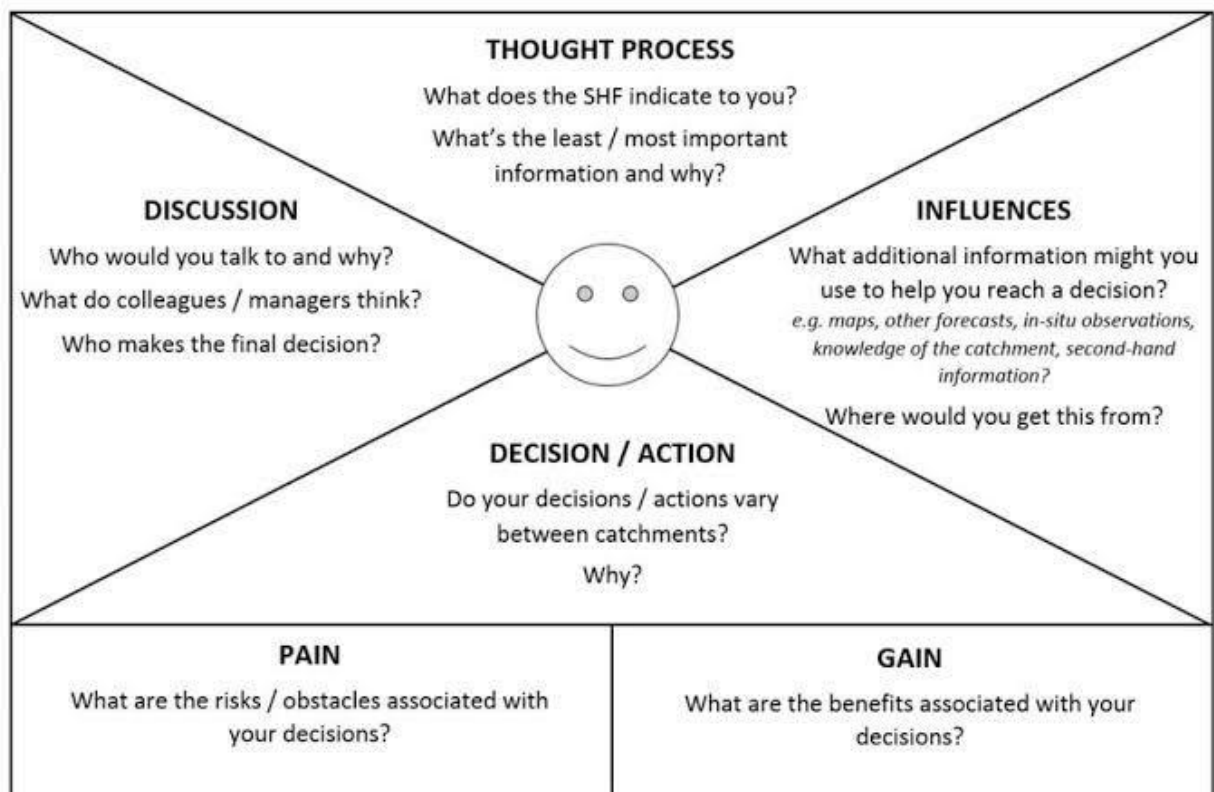 THOUGHT PROCESS
What does the SHF indicate to you?
What's the least / most important
information and why?
DISCUSSION
Who would you talk to and why?
What do colleagues / managers think?
Who makes the final decision?
INFLUENCES
What additional information might you
use to help you reach a decision?
e.g. maps, other forecasts, in-situ observations,
knowledge of the catchment, second-hand
information?
Where would you get this from?
DECISION / ACTION
Do your decisions / actions vary
between catchments?
Why?
PAIN
What are the risks / obstacles associated with
your decisions?
GAIN
What are the benefits associated with your
decisions?